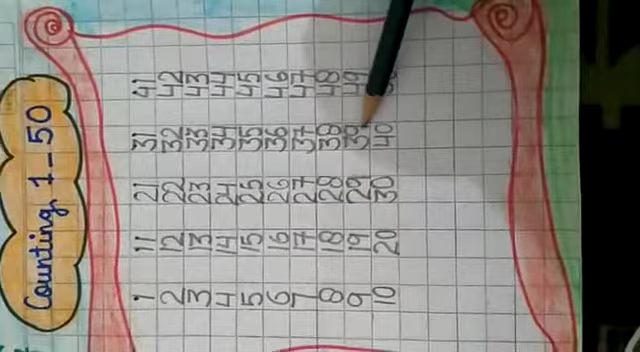 Counting 1-50
1 11 21 31 41
2 12 22 32 42
3 13 23 33 43
4 14 24 34 44
5 15 25 35 45
6 16 26 36 46
7 17 27 37 47
8 18 28 38 48
9 19 29 39 49
10 20 30 40